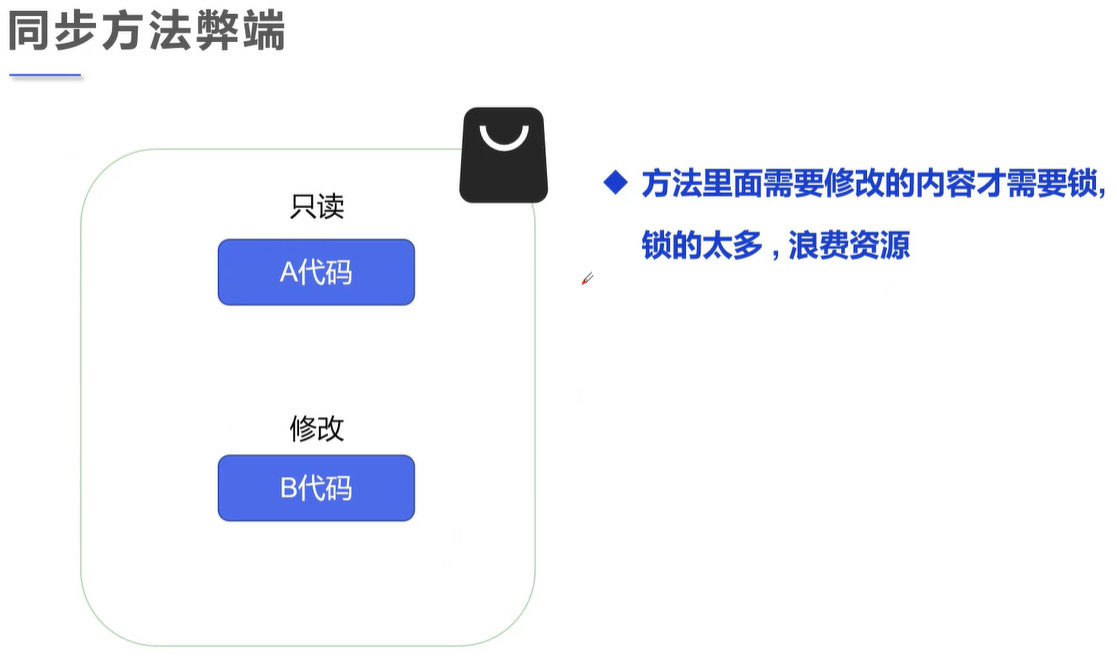 同步方法弊端
只读
A代码
修改
B代码
方法里面需要修改的内容才需要锁,
锁的太多 , 浪费资源